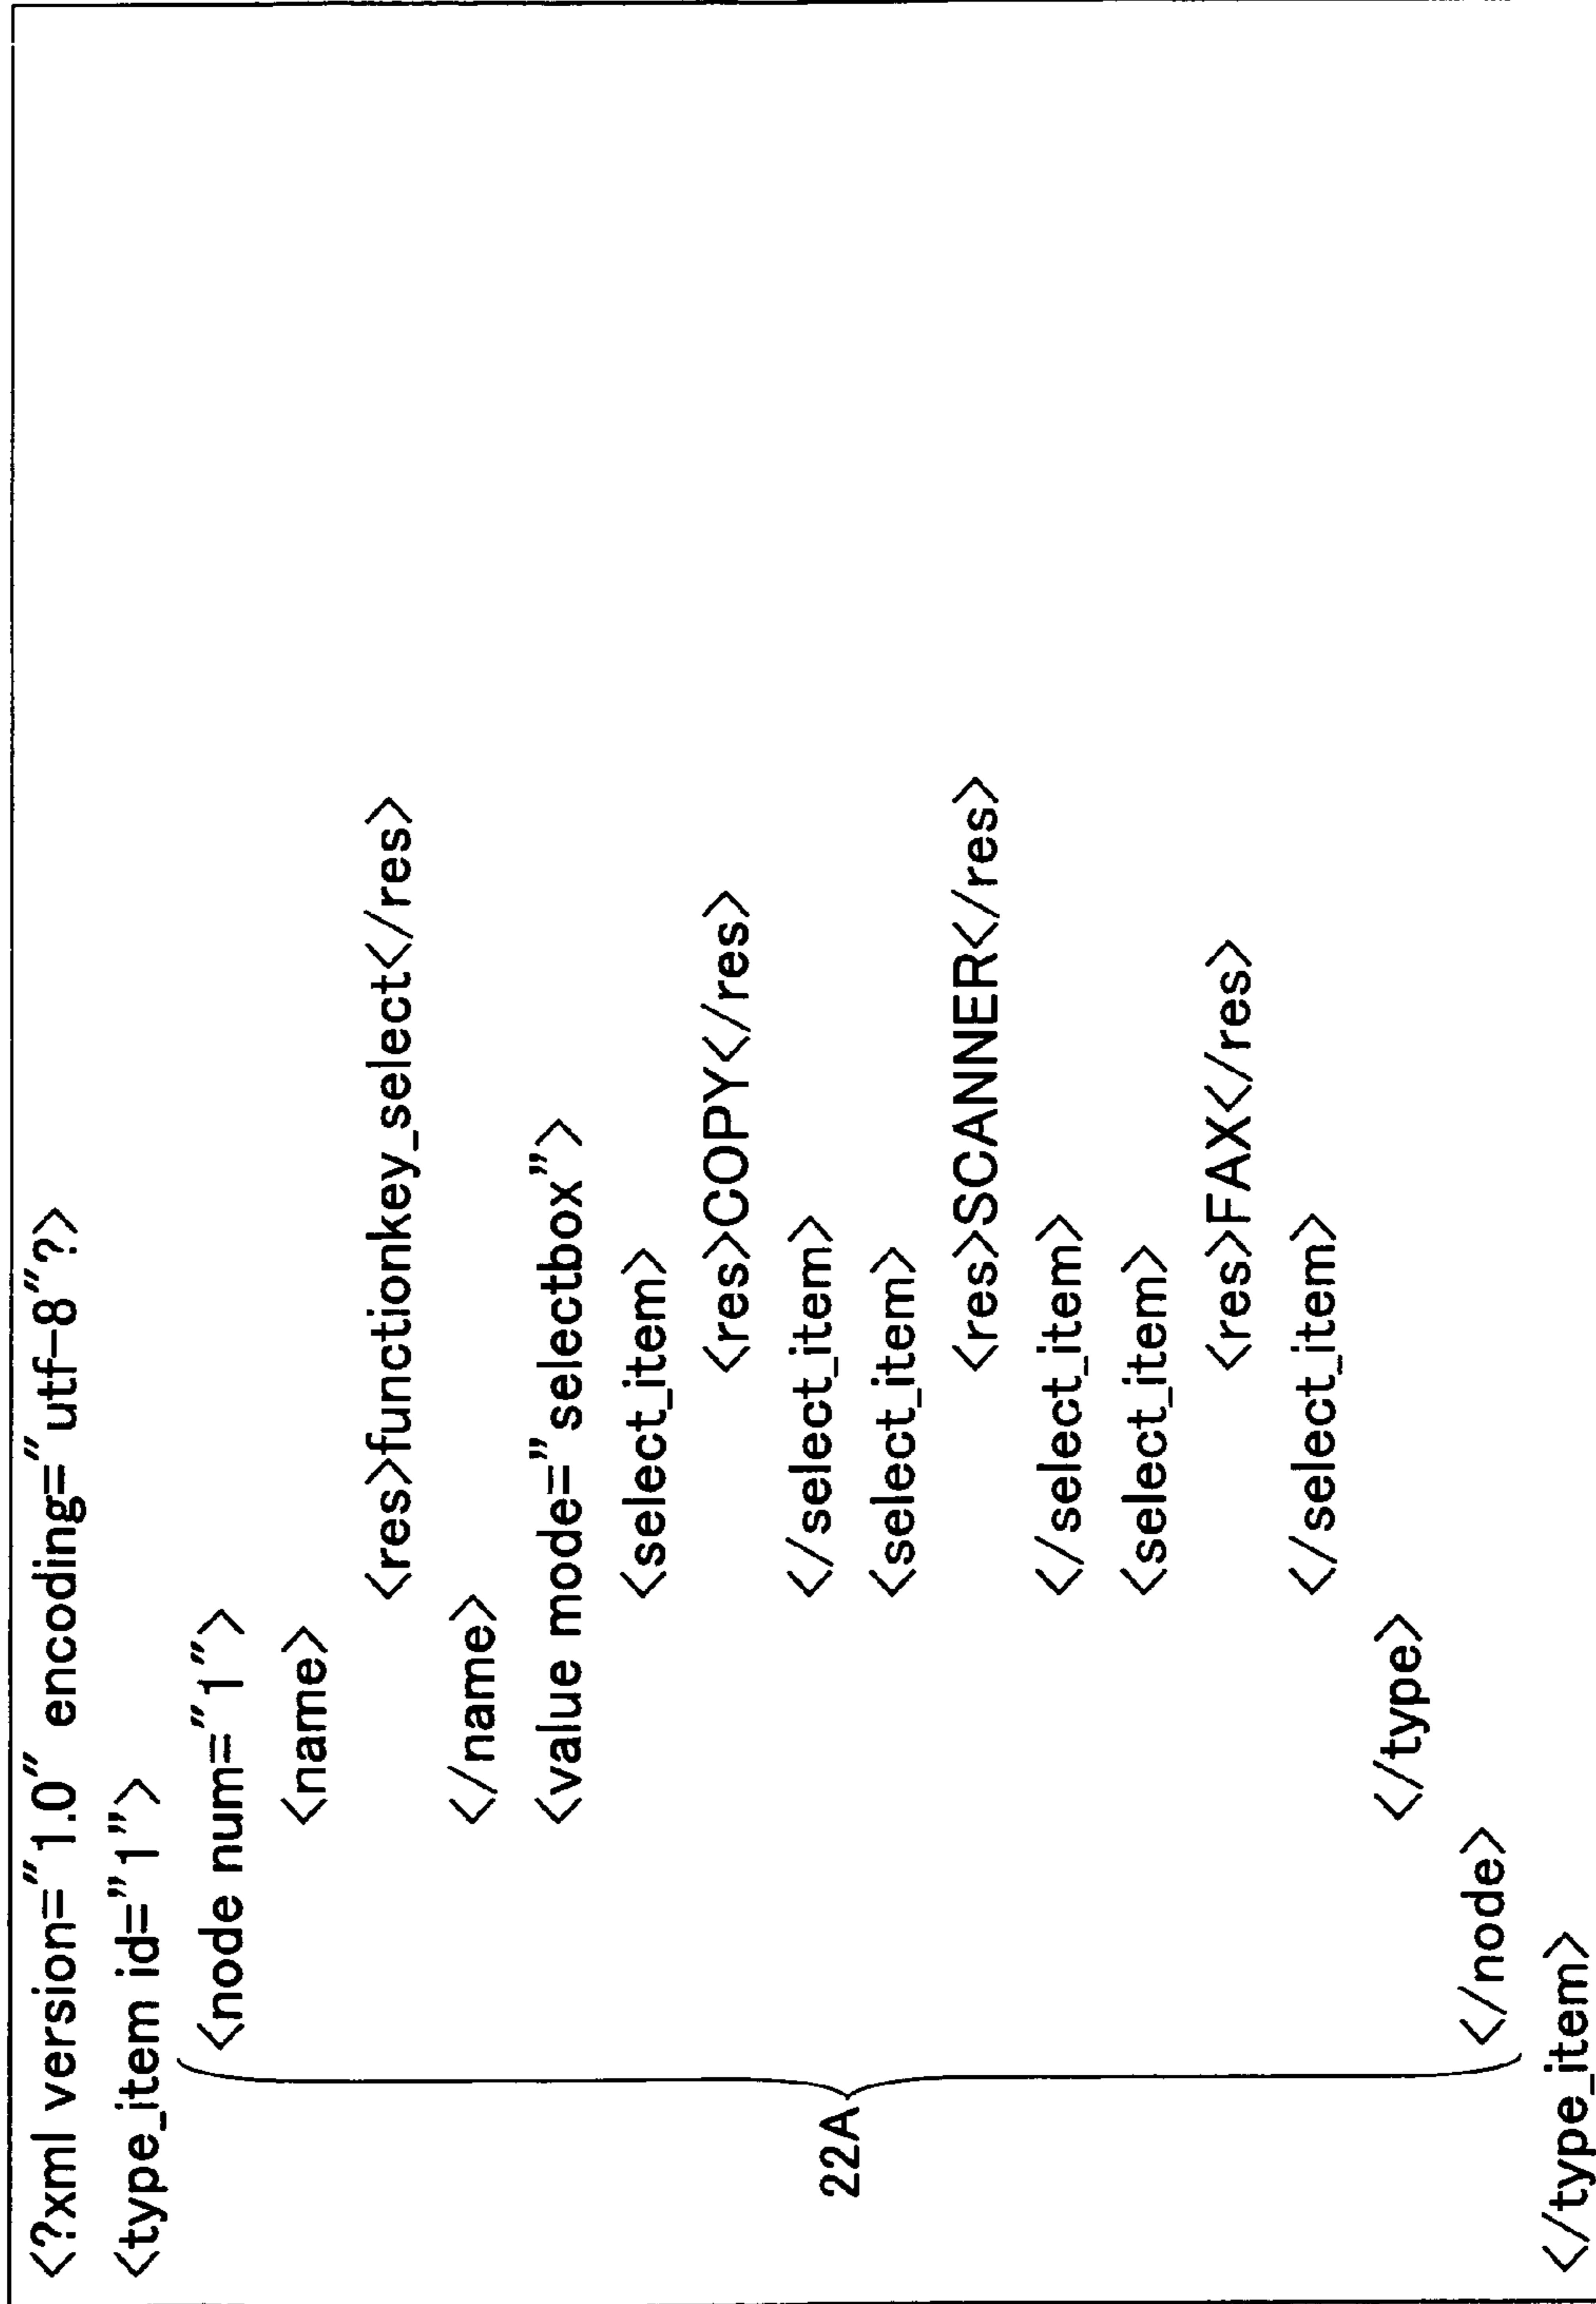 <?xml version="1.0" encoding="utf-8"?>
<type_item id="1">
<node num="1">
<name>
<res>functionkey_select</res>
</name>
<value mode="selectbox">
<select_item>
<res>COPY</res>
</select_item>
22A
<select_item>
<res>SCANNER</res>
</select_item>
<select_item>
<res>FAX</res>
</select_item>
</type>
</node>
</type_item>